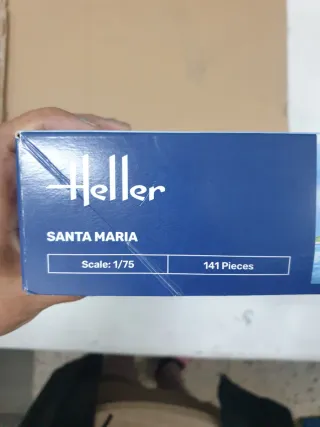 Heller
SANTA MARIA
Scale: 1/75 141 Pieces